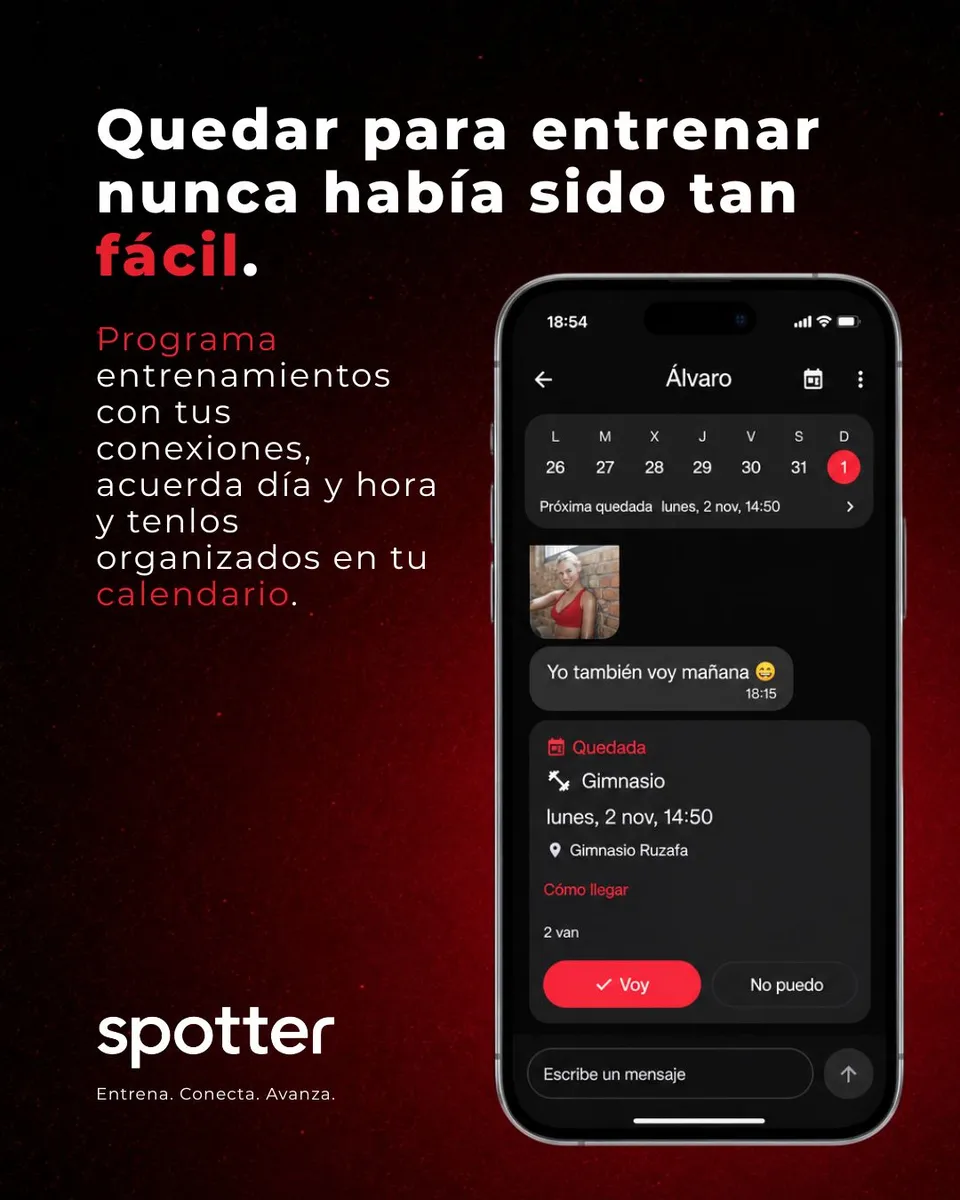 Quedar para entrenar
nunca había sido tan
fácil.
Programa
entrenamientos
con tus
conexiones,
acuerda día y hora
y tenlos
organizados en tu
calendario.
18:54
Álvaro
L M X J V S D
26 27 28 29 30 31 1
Próxima quedada lunes, 2 nov, 14:50
Yo también voy mañana 😁
18:15
Quedada
Gimnasio
lunes, 2 nov, 14:50
Gimnasio Ruzafa
Cómo llegar
2 van
Voy No puedo
Escribe un mensaje
spotter
Entrena. Conecta. Avanza.